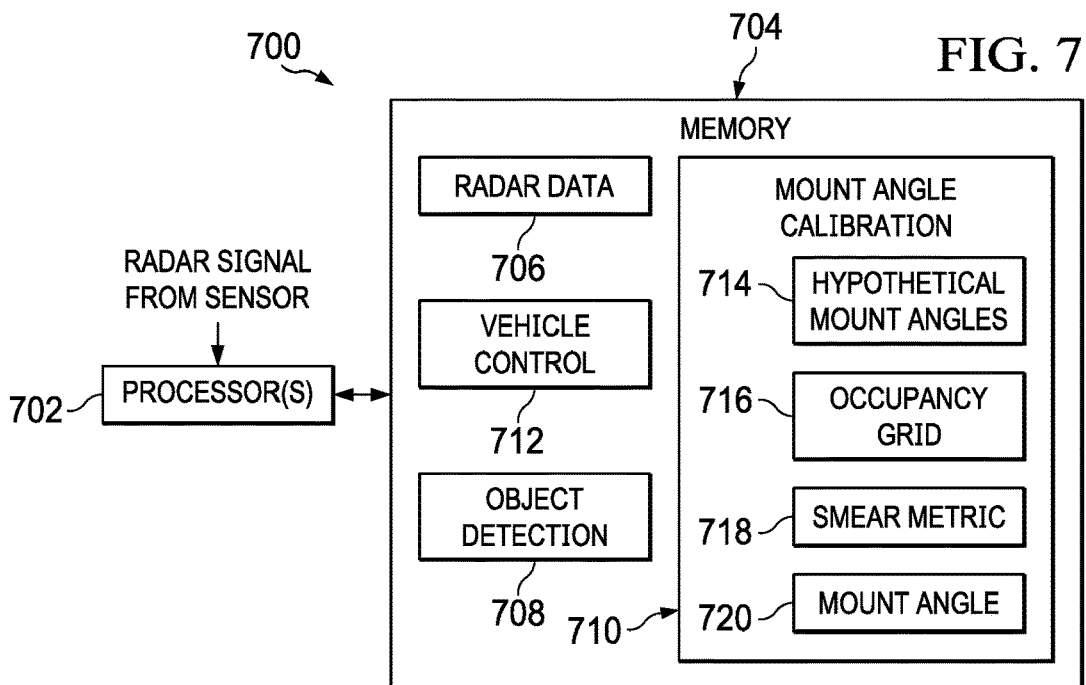 700
704
FIG. 7
MEMORY
RADAR DATA
706
VEHICLE
CONTROL
712
OBJECT
DETECTION
708
RADAR SIGNAL
FROM SENSOR
702
PROCESSOR(S)
MOUNT ANGLE
CALIBRATION
714
HYPOTHETICAL
MOUNT ANGLES
716
OCCUPANCY
GRID
718
SMEAR METRIC
710
720
MOUNT ANGLE